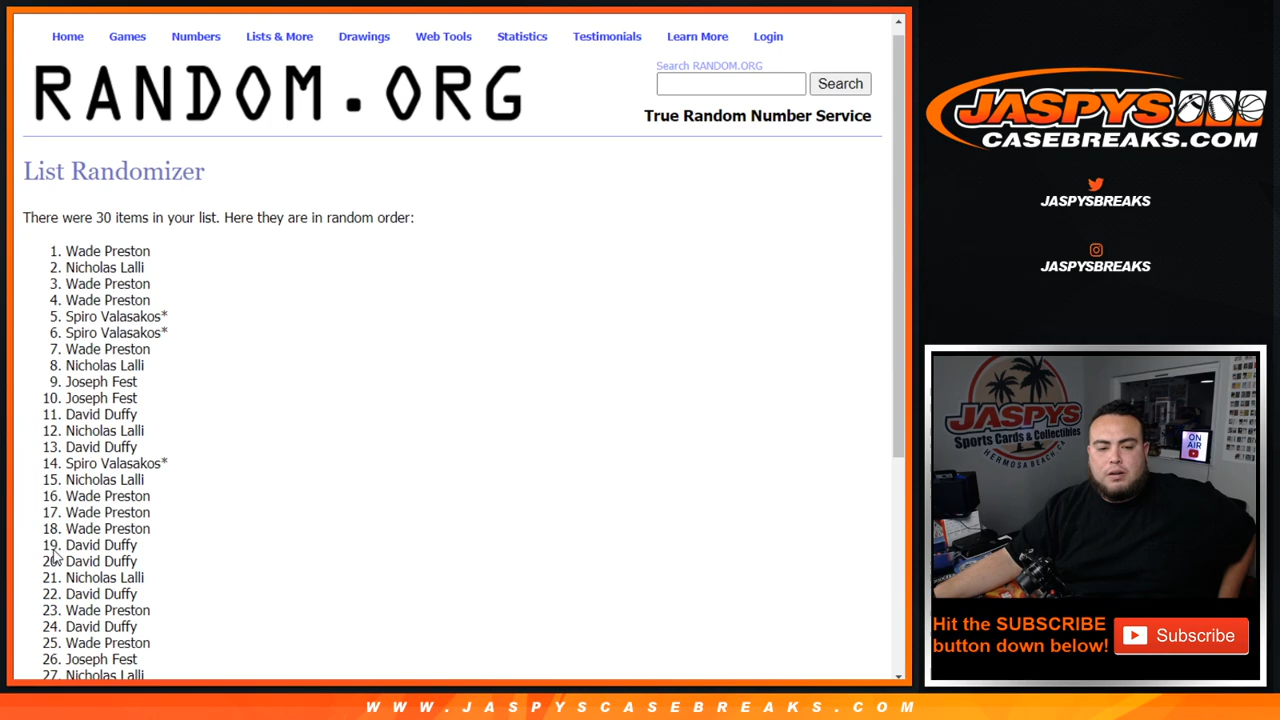 Home Games Numbers Lists & More Drawings Web Tools Statistics Testimonials Learn More Login
RANDOM.ORG
Search RANDOM.ORG
Search
True Random Number Service
List Randomizer
There were 30 items in your list. Here they are in random order:
1. Wade Preston
2. Nicholas Lalli
3. Wade Preston
4. Wade Preston
5. Spiro Valasakos*
6. Spiro Valasakos*
7. Wade Preston
8. Nicholas Lalli
9. Joseph Fest
10. Joseph Fest
11. David Duffy
12. Nicholas Lalli
13. David Duffy
14. Spiro Valasakos*
15. Nicholas Lalli
16. Wade Preston
17. Wade Preston
18. Wade Preston
19. David Duffy
20. David Duffy
21. Nicholas Lalli
22. David Duffy
23. Wade Preston
24. David Duffy
25. Wade Preston
26. Joseph Fest
27. Nicholas Lalli
JASPYS
CASEBREAKS.COM
JASPYSBREAKS
JASPYSBREAKS
JASPYS
Sports Cards & Collectibles
HERMOSA BEACH, CA
ON
AIR
Hit the SUBSCRIBE
button down below!
Subscribe
WWW.JASPYSCASEBREAKS.COM